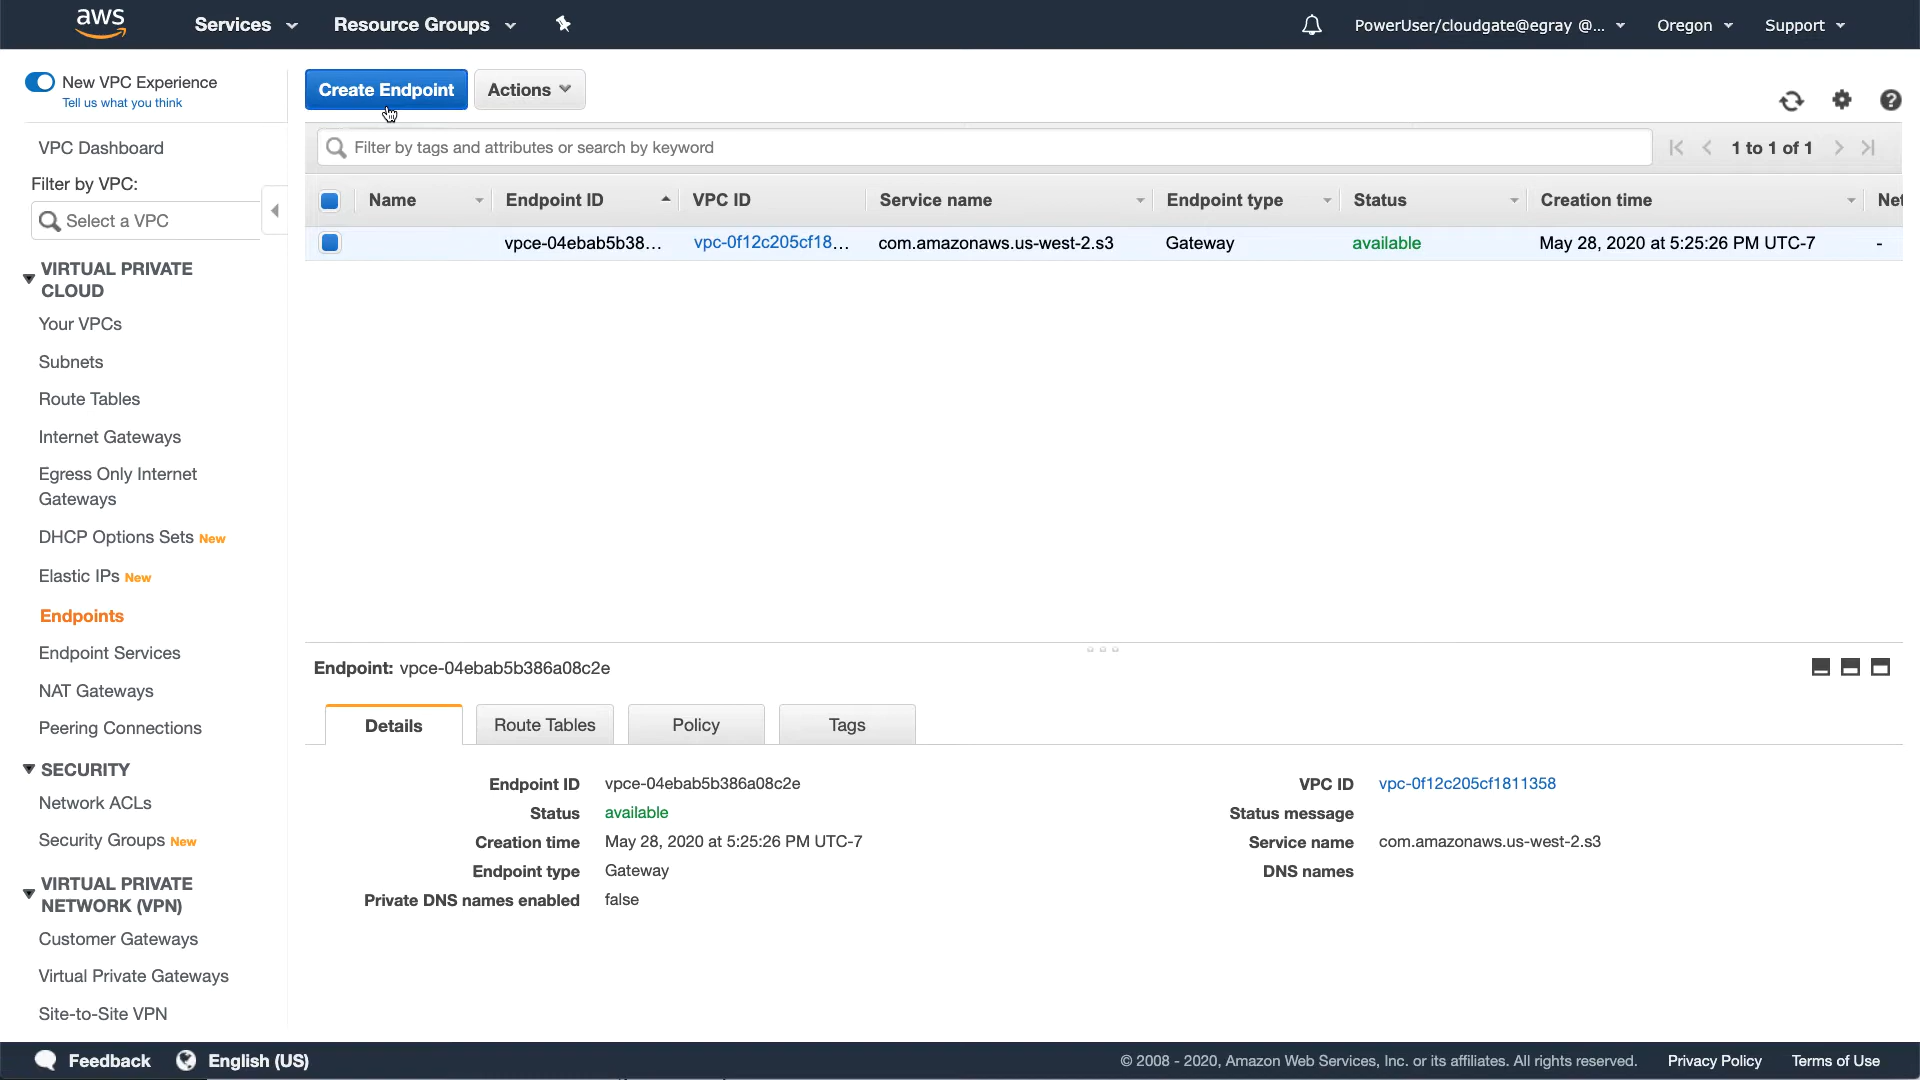 aws Services Resource Groups PowerUser/cloudgate@egray @... Oregon Support
New VPC Experience
Tell us what you think
VPC Dashboard
Filter by VPC:
Select a VPC
VIRTUAL PRIVATE
CLOUD
Your VPCs
Subnets
Route Tables
Internet Gateways
Egress Only Internet
Gateways
DHCP Options Sets New
Elastic IPs New
Endpoints
Endpoint Services
NAT Gateways
Peering Connections
SECURITY
Network ACLs
Security Groups New
VIRTUAL PRIVATE
NETWORK (VPN)
Customer Gateways
Virtual Private Gateways
Site-to-Site VPN
Create Endpoint Actions
Filter by tags and attributes or search by keyword 1 to 1 of 1
Name Endpoint ID VPC ID Service name Endpoint type Status Creation time Net
vpce-04ebab5b38... vpc-0f12c205cf18... com.amazonaws.us-west-2.s3 Gateway available May 28, 2020 at 5:25:26 PM UTC-7 -
Endpoint: vpce-04ebab5b386a08c2e
Details Route Tables Policy Tags
Endpoint ID vpce-04ebab5b386a08c2e VPC ID vpc-0f12c205cf1811358
Status available Status message
Creation time May 28, 2020 at 5:25:26 PM UTC-7 Service name com.amazonaws.us-west-2.s3
Endpoint type Gateway DNS names
Private DNS names enabled false
Feedback English (US) © 2008 - 2020, Amazon Web Services, Inc. or its affiliates. All rights reserved. Privacy Policy Terms of Use